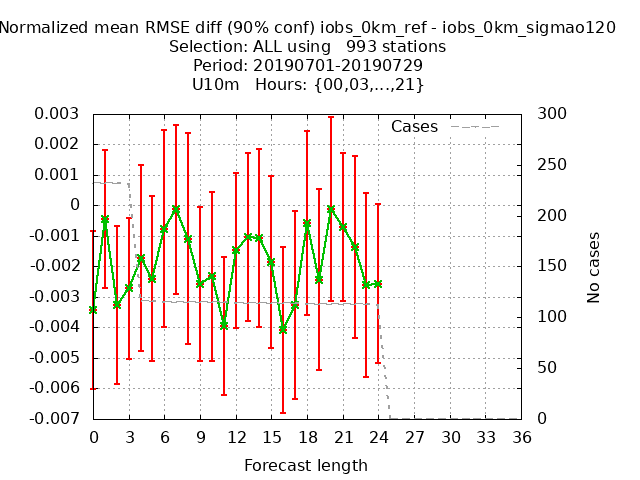 Normalized mean RMSE diff (90% conf) iobs_0km_ref - iobs_0km_sigmao120
Selection: ALL using 993 stations
Period: 20190701-20190729
U10m Hours: {00,03,...,21}
Cases
0.003
0.002
0.001
0
-0.001
-0.002
-0.003
-0.004
-0.005
-0.006
-0.007
300
250
200
150
100
50
0
No cases
0 3 6 9 12 15 18 21 24 27 30 33 36
Forecast length